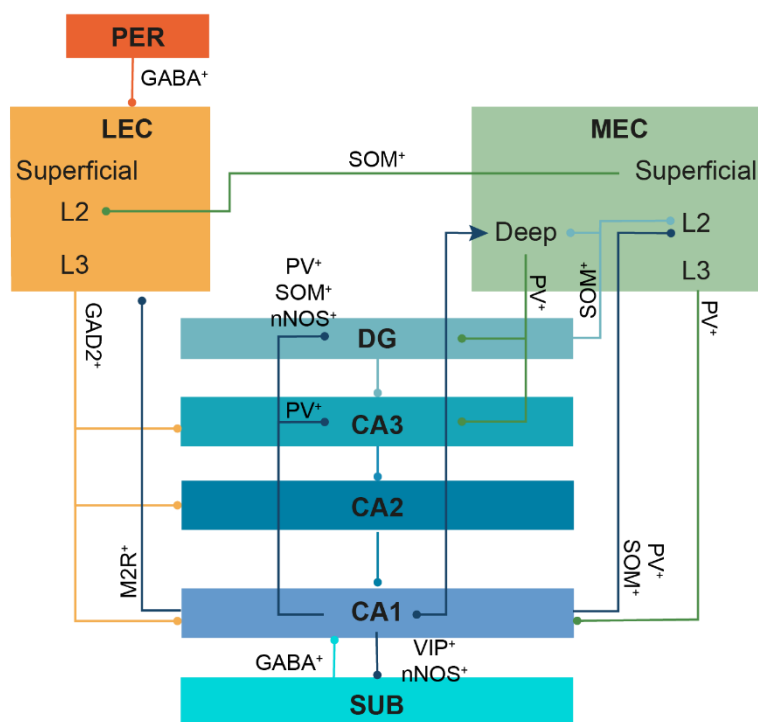 PER
GABA⁺
LEC
MEC
SOM⁺
Superficial
Superficial
L2
L2
Deep
L3
L3
PV⁺
SOM⁺
nNOS⁺
PV⁺
SOM⁺
PV⁺
GAD2⁺
DG
PV⁺
CA3
CA2
M2R⁺
PV⁺
SOM⁺
CA1
GABA⁺
VIP⁺
nNOS⁺
SUB